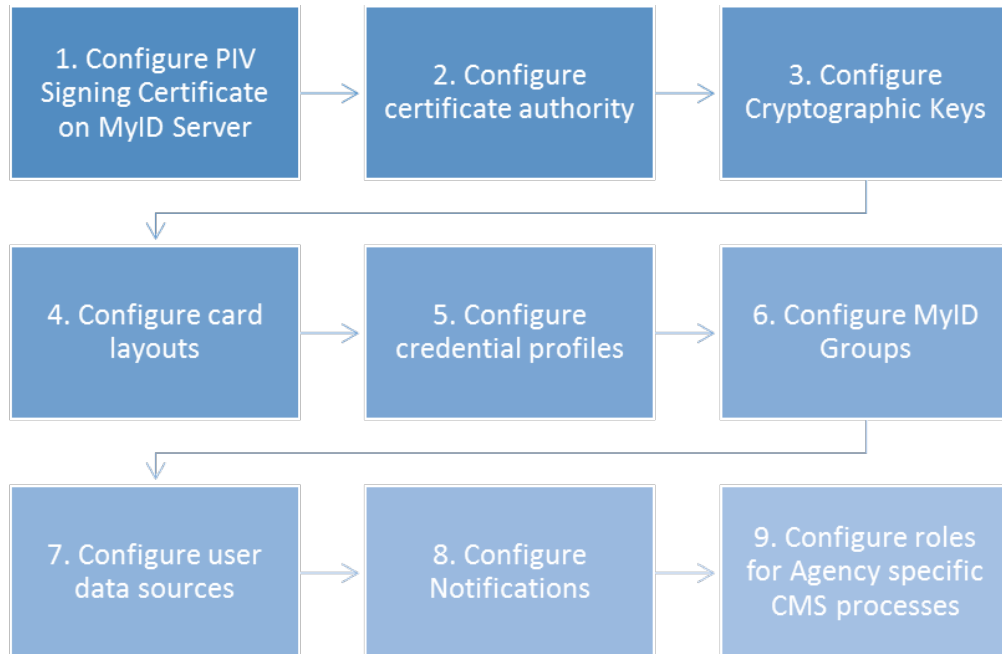 1. Configure PIV
Signing Certificate
on MyID Server
2. Configure
certificate authority
3. Configure
Cryptographic Keys
4. Configure card
layouts
5. Configure
credential profiles
6. Configure MyID
Groups
7. Configure user
data sources
8. Configure
Notifications
9. Configure roles
for Agency specific
CMS processes